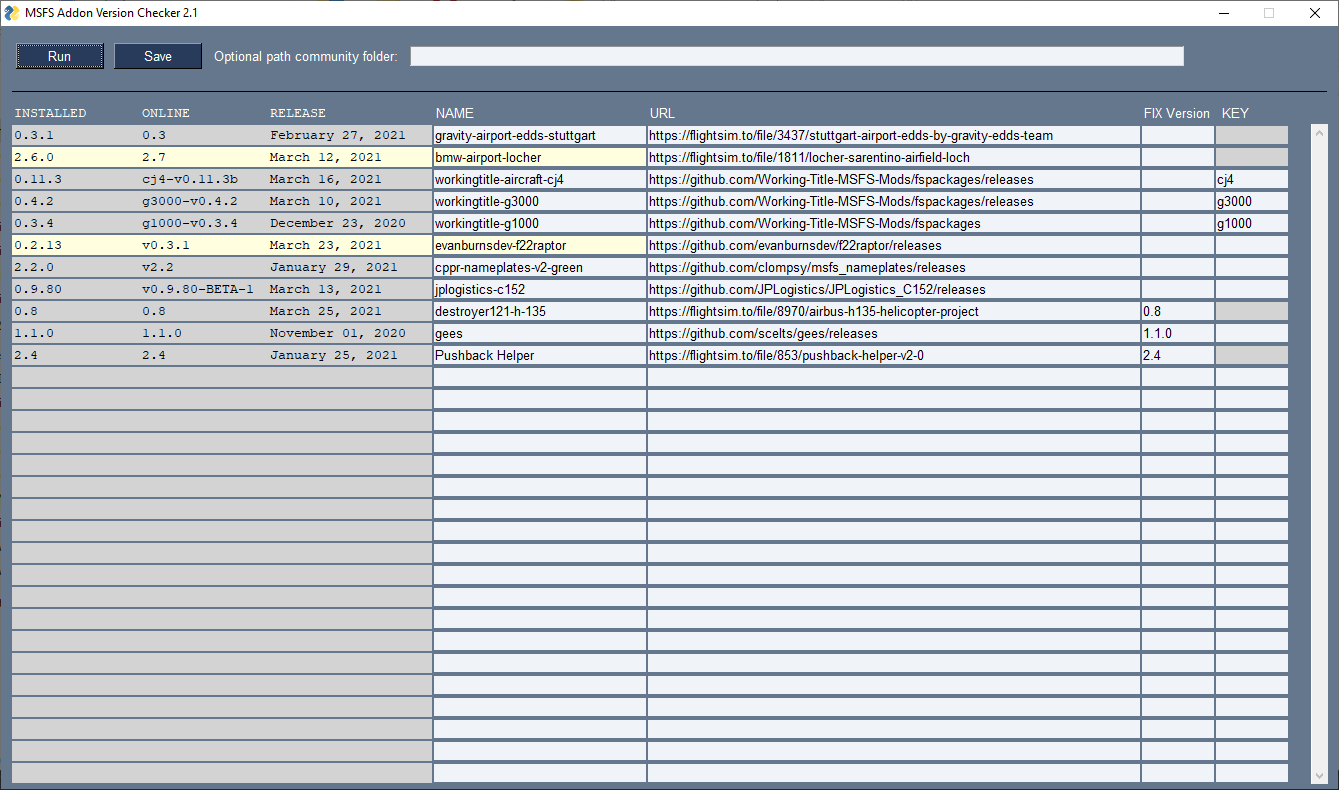 MSFS Addon Version Checker 2.1
Run Save Optional path community folder:
INSTALLED ONLINE RELEASE NAME URL FIX Version KEY
0.3.1 0.3 February 27, 2021 gravity-airport-edds-stuttgart https://flightsim.to/file/3437/stuttgart-airport-edds-by-gravity-edds-team
2.6.0 2.7 March 12, 2021 bmw-airport-locher https://flightsim.to/file/1811/locher-sarentino-airfield-loch
0.11.3 cj4-v0.11.3b March 16, 2021 workingtitle-aircraft-cj4 https://github.com/Working-Title-MSFS-Mods/fspackages/releases cj4
0.4.2 g3000-v0.4.2 March 10, 2021 workingtitle-g3000 https://github.com/Working-Title-MSFS-Mods/fspackages/releases g3000
0.3.4 g1000-v0.3.4 December 23, 2020 workingtitle-g1000 https://github.com/Working-Title-MSFS-Mods/fspackages g1000
0.2.13 v0.3.1 March 23, 2021 evanburnsdev-f22raptor https://github.com/evanburnsdev/f22raptor/releases
2.2.0 v2.2 January 29, 2021 cppr-nameplates-v2-green https://github.com/clompsy/msfs_nameplates/releases
0.9.80 v0.9.80-BETA-1 March 13, 2021 jplogistics-c152 https://github.com/JPLogistics/JPLogistics_C152/releases
0.8 0.8 March 25, 2021 destroyer121-h-135 https://flightsim.to/file/8970/airbus-h135-helicopter-project 0.8
1.1.0 1.1.0 November 01, 2020 gees https://github.com/scelts/gees/releases 1.1.0
2.4 2.4 January 25, 2021 Pushback Helper https://flightsim.to/file/853/pushback-helper-v2-0 2.4